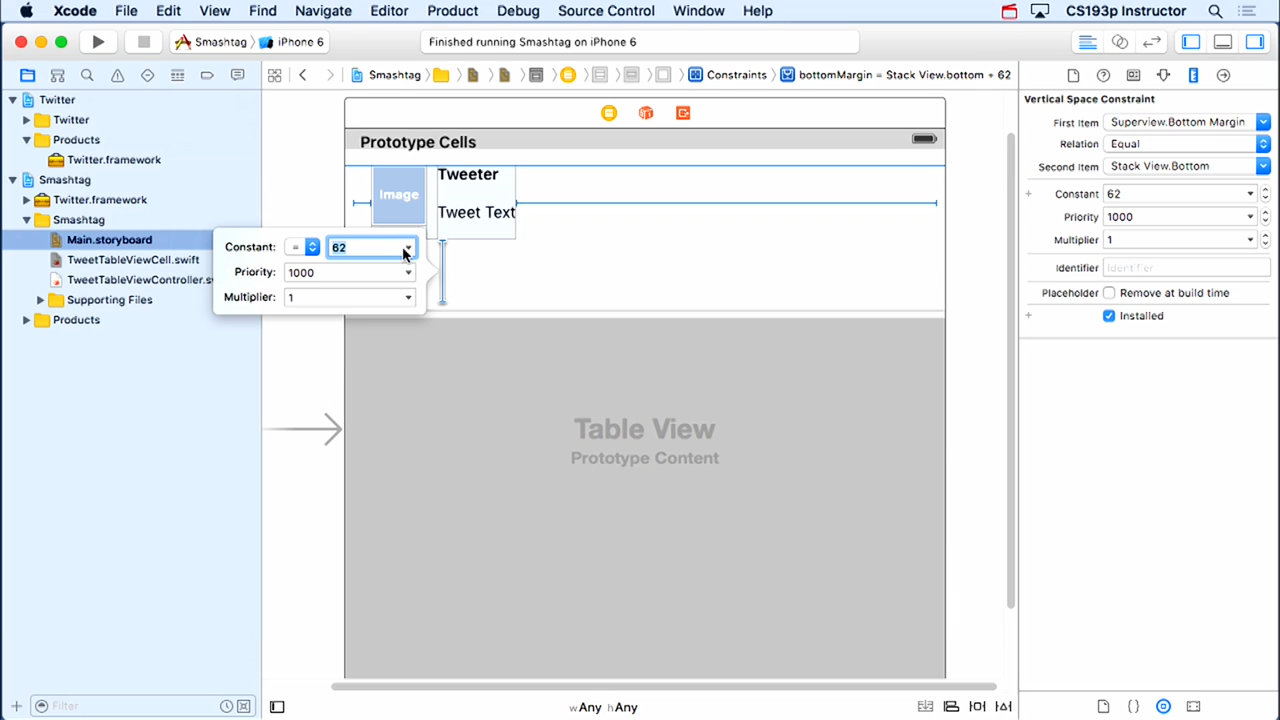 Xcode File Edit View Find Navigate Editor Product Debug Source Control Window Help CS193p Instructor
Smashtag iPhone 6 Finished running Smashtag on iPhone 6
Smashtag Constraints bottomMargin = Stack View.bottom + 62
Twitter
Twitter
Products
Twitter.framework
Smashtag
Twitter.framework
Smashtag
Main.storyboard
TweetTableViewCell.swift
TweetTableViewController.sw
Supporting Files
Products
Filter
Prototype Cells
Image
Tweeter
Tweet Text
Constant: = 62
Priority: 1000
Multiplier: 1
Table View
Prototype Content
wAny hAny
Vertical Space Constraint
First Item Superview.Bottom Margin
Relation Equal
Second Item Stack View.Bottom
Constant 62
Priority 1000
Multiplier 1
Identifier Identifier
Placeholder Remove at build time
Installed